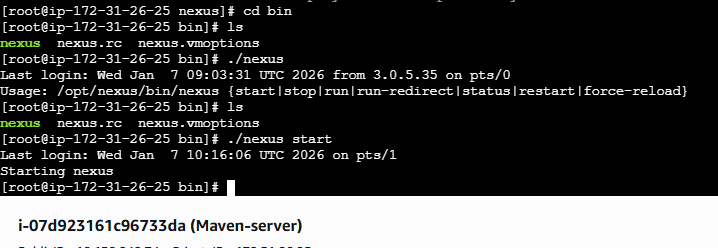 [root@ip-172-31-26-25 nexus]# cd bin
[root@ip-172-31-26-25 bin]# ls
nexus  nexus.rc  nexus.vmoptions
[root@ip-172-31-26-25 bin]# ./nexus
Last login: Wed Jan  7 09:03:31 UTC 2026 from 3.0.5.35 on pts/0
Usage: /opt/nexus/bin/nexus {start|stop|run|run-redirect|status|restart|force-reload}
[root@ip-172-31-26-25 bin]# ls
nexus  nexus.rc  nexus.vmoptions
[root@ip-172-31-26-25 bin]# ./nexus start
Last login: Wed Jan  7 10:16:06 UTC 2026 on pts/1
Starting nexus
[root@ip-172-31-26-25 bin]#
i-07d923161c96733da (Maven-server)